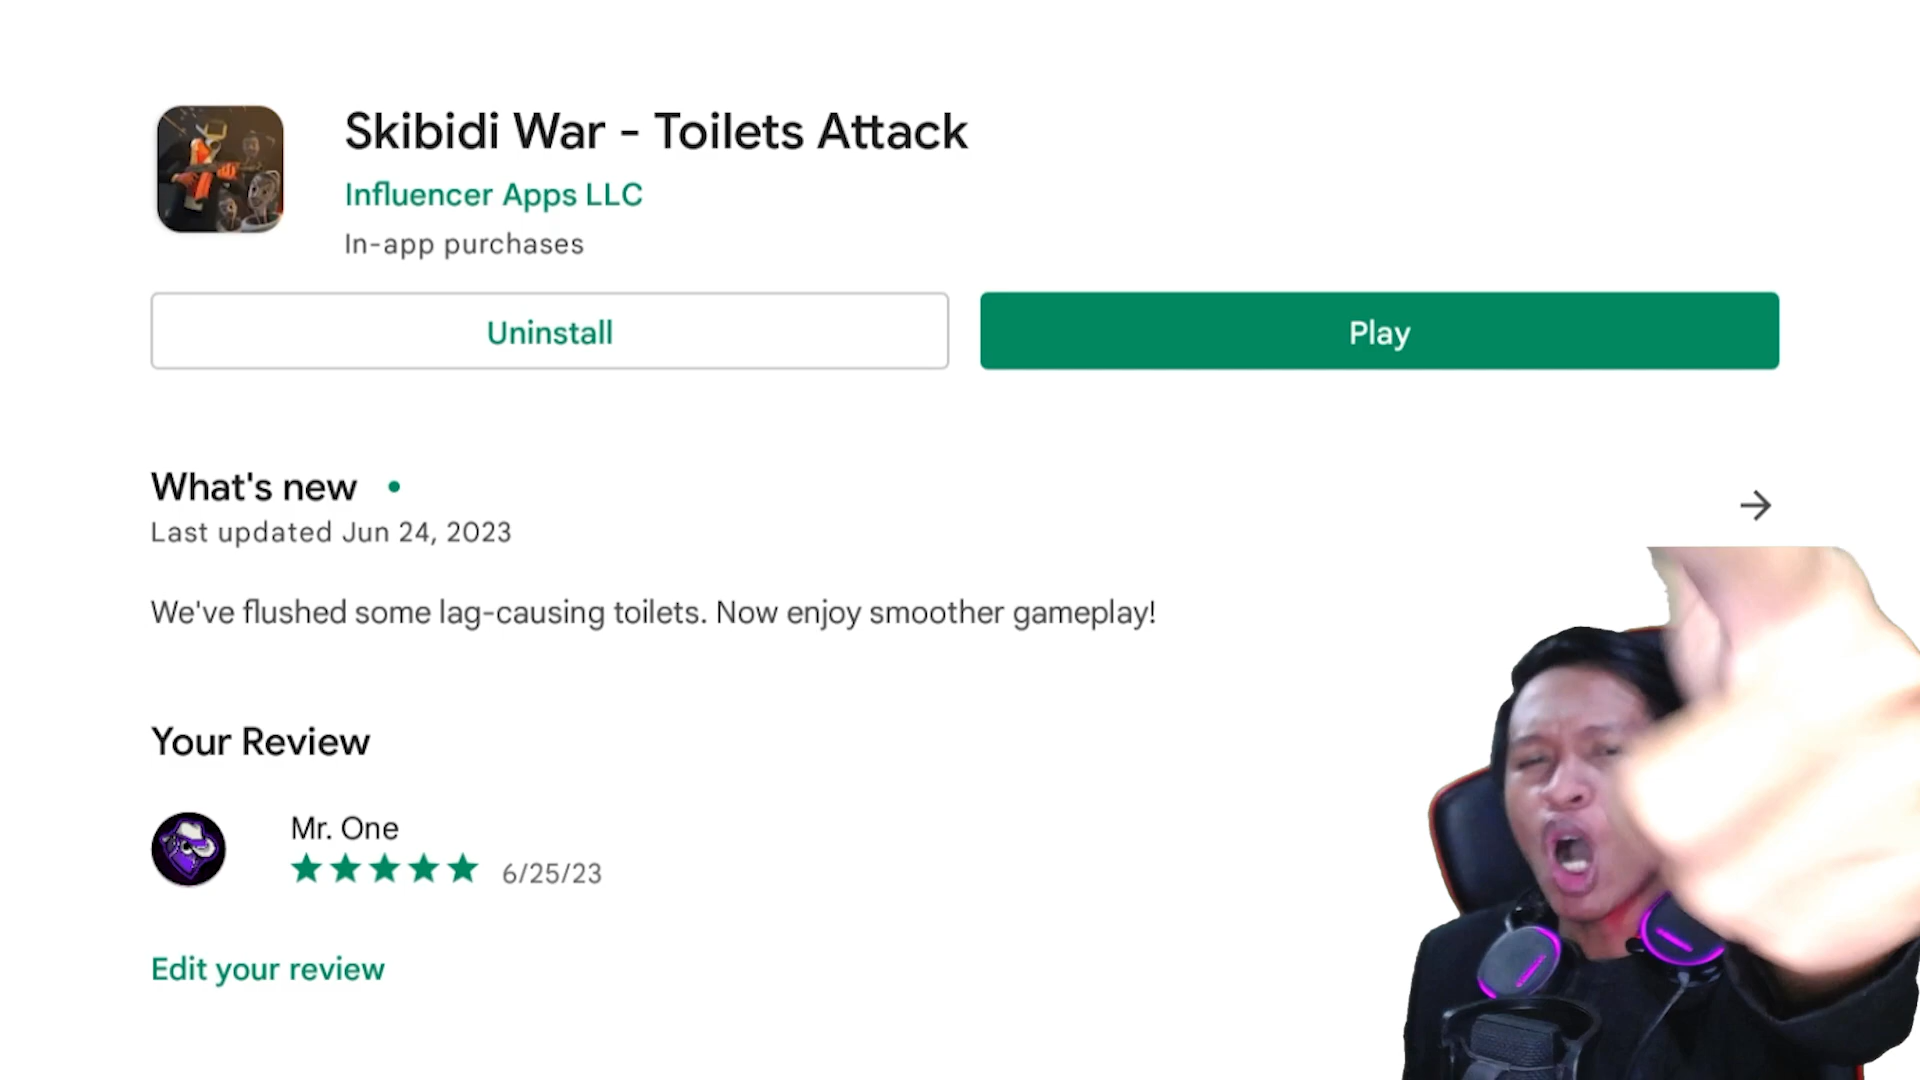 Skibidi War - Toilets Attack
Influencer Apps LLC
In-app purchases
Uninstall
Play
What's new
Last updated Jun 24, 2023
We've flushed some lag-causing toilets. Now enjoy smoother gameplay!
Your Review
Mr. One
6/25/23
Edit your review